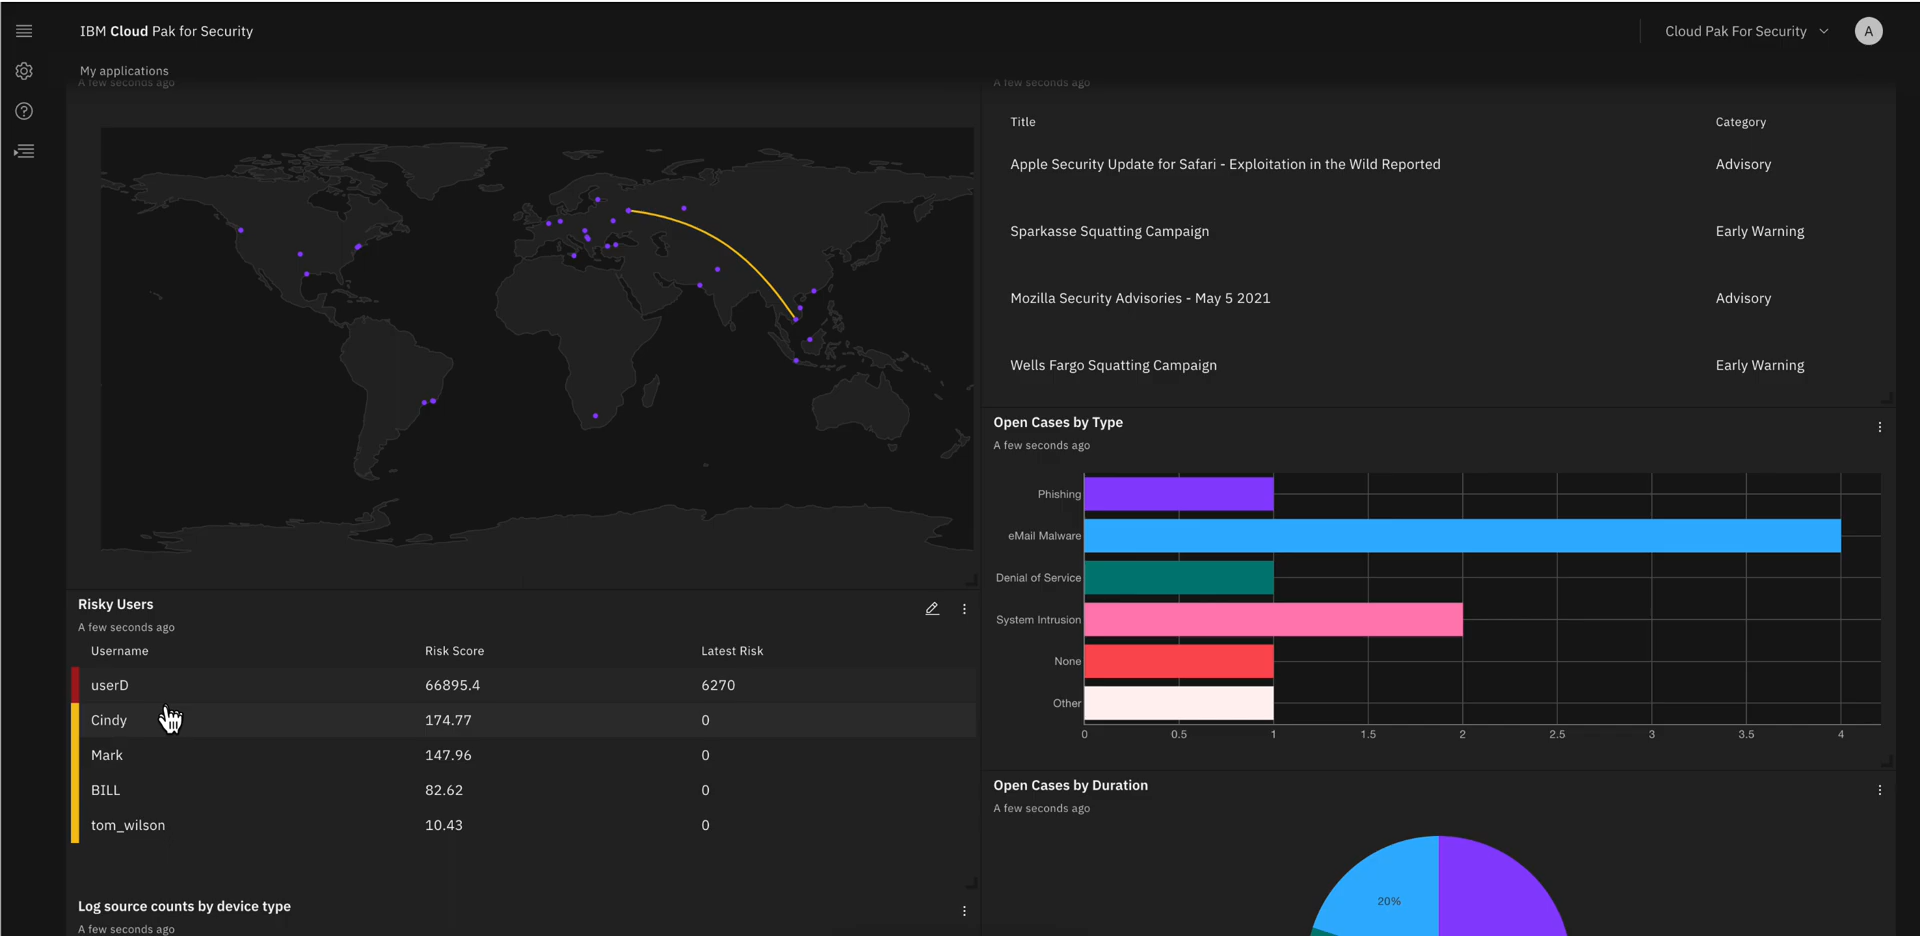 IBM Cloud Pak for Security
Cloud Pak For Security
A
My applications
A few seconds ago
A few seconds ago
Title Category
Apple Security Update for Safari - Exploitation in the Wild Reported Advisory
Sparkasse Squatting Campaign Early Warning
Mozilla Security Advisories - May 5 2021 Advisory
Wells Fargo Squatting Campaign Early Warning
Open Cases by Type
A few seconds ago
Phishing
eMail Malware
Denial of Service
System Intrusion
None
Other
0 0.5 1 1.5 2 2.5 3 3.5 4
Risky Users
A few seconds ago
Username Risk Score Latest Risk
userD 66895.4 6270
Cindy 174.77 0
Mark 147.96 0
BILL 82.62 0
tom_wilson 10.43 0
Open Cases by Duration
A few seconds ago
20%
Log source counts by device type
A few seconds ago